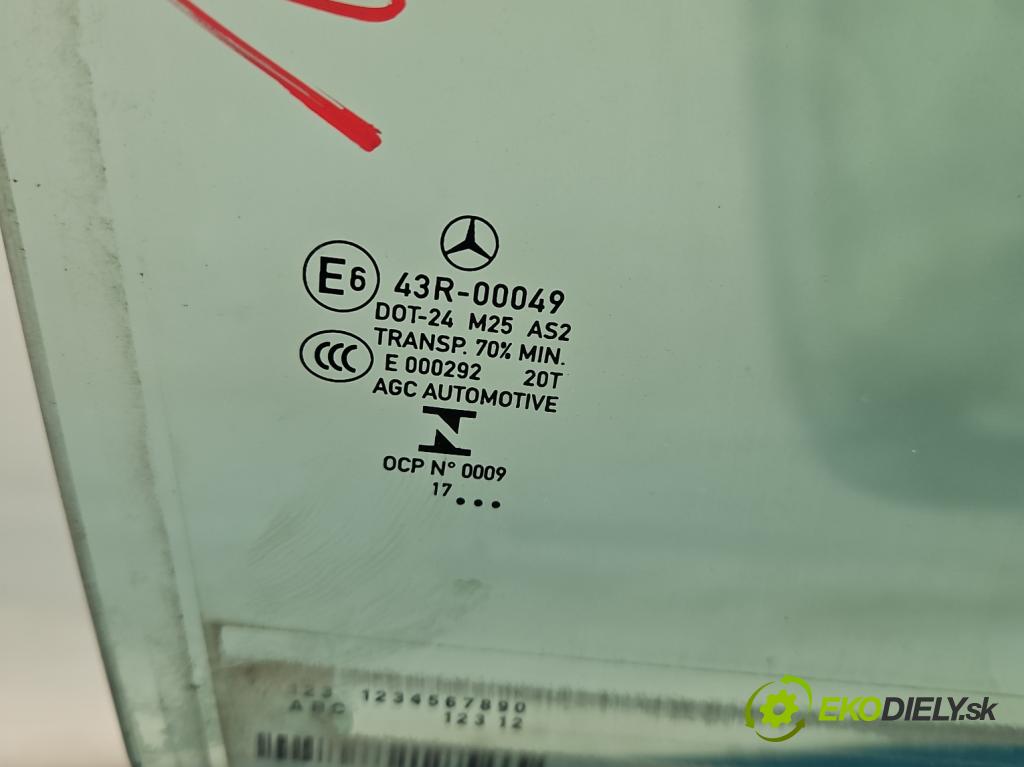 E6 43R-00049
DOT-24 M25 AS2
TRANSP. 70% MIN.
CCC E 000292 20T
AGC AUTOMOTIVE
OCP N° 0009
17 ...
123 1234567890
ABC 123 12
EKODIELY.sk